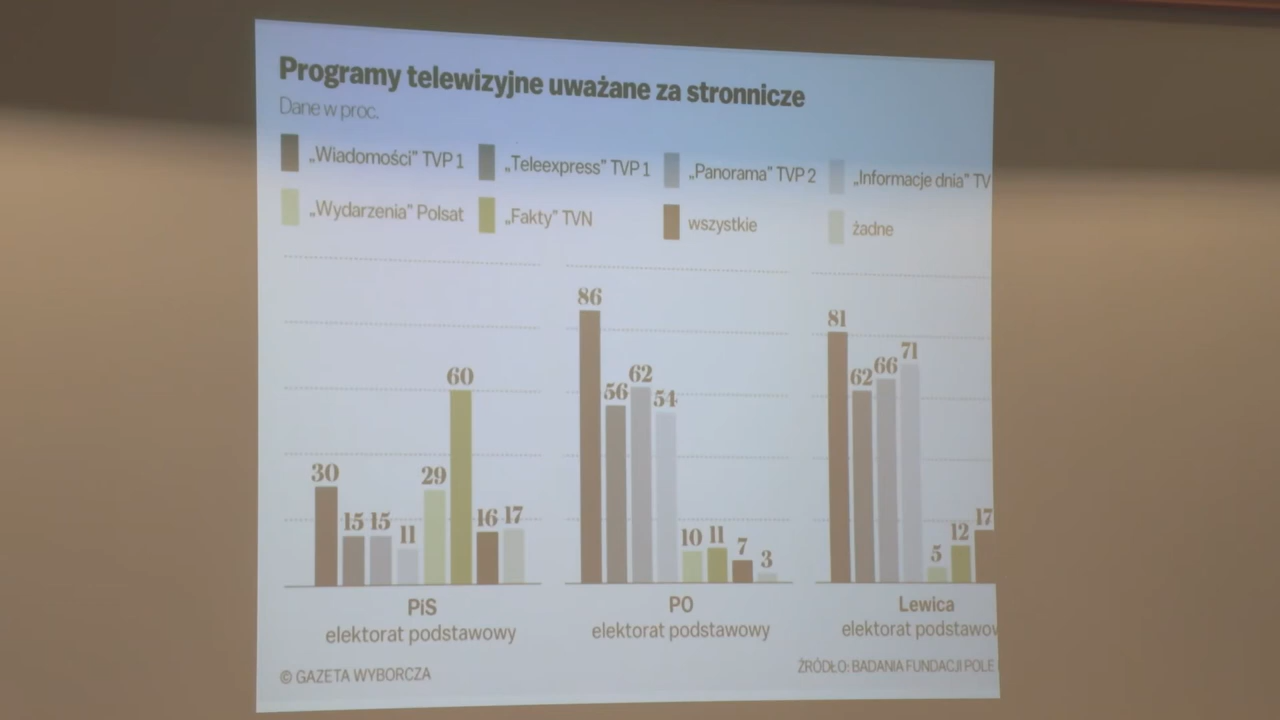 Programy telewizyjne uważane za stronnicze
Dane w proc.
„Wiadomości” TVP 1 „Teleexpress” TVP 1 „Panorama” TVP 2 „Informacje dnia” TV
„Wydarzenia” Polsat „Fakty” TVN wszystkie żadne
30 15 15 11 29 60 16 17
86 56 62 54 10 11 7 3
81 62 66 71 5 12 17
PiS
elektorat podstawowy
PO
elektorat podstawowy
Lewica
elektorat podstawow
© GAZETA WYBORCZA
ŹRÓDŁO: BADANIA FUNDACJI POLE